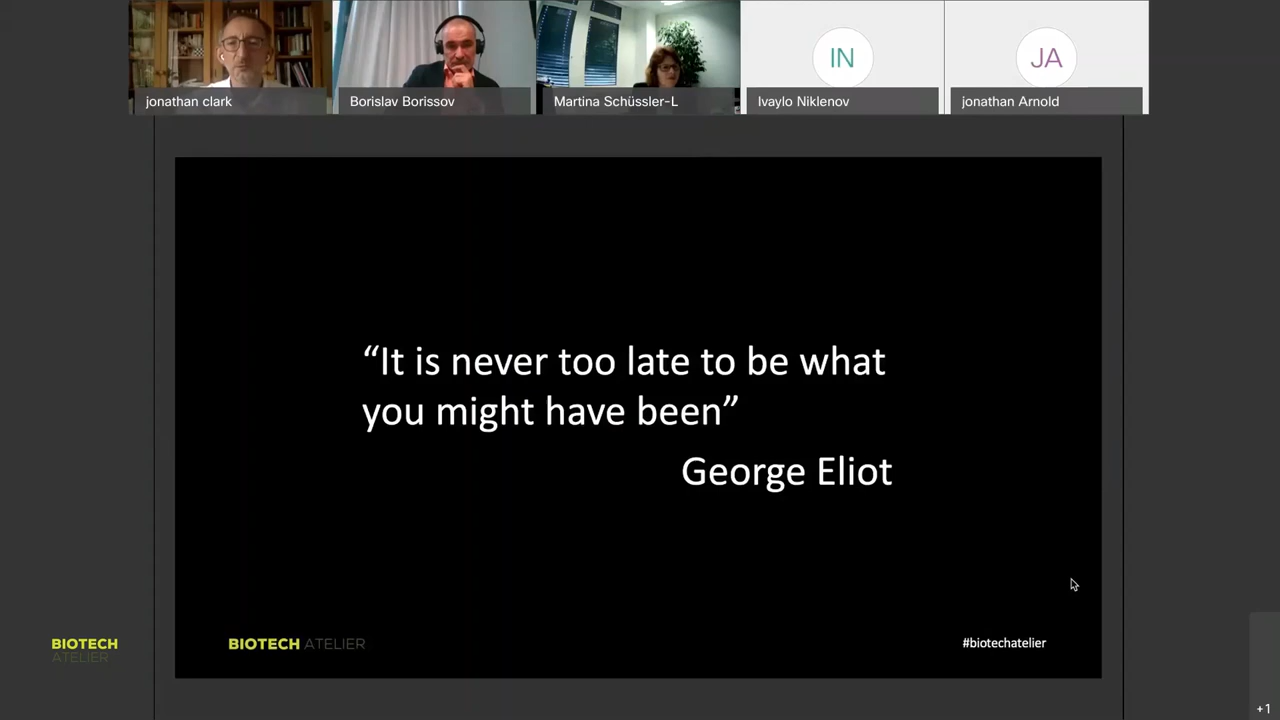 jonathan clark
Borislav Borissov
Martina Schüssler-L
IN
Ivaylo Niklenov
JA
jonathan Arnold
“It is never too late to be what
you might have been”
George Eliot
BIOTECH
ATELIER
BIOTECH ATELIER
#biotechatelier
+1